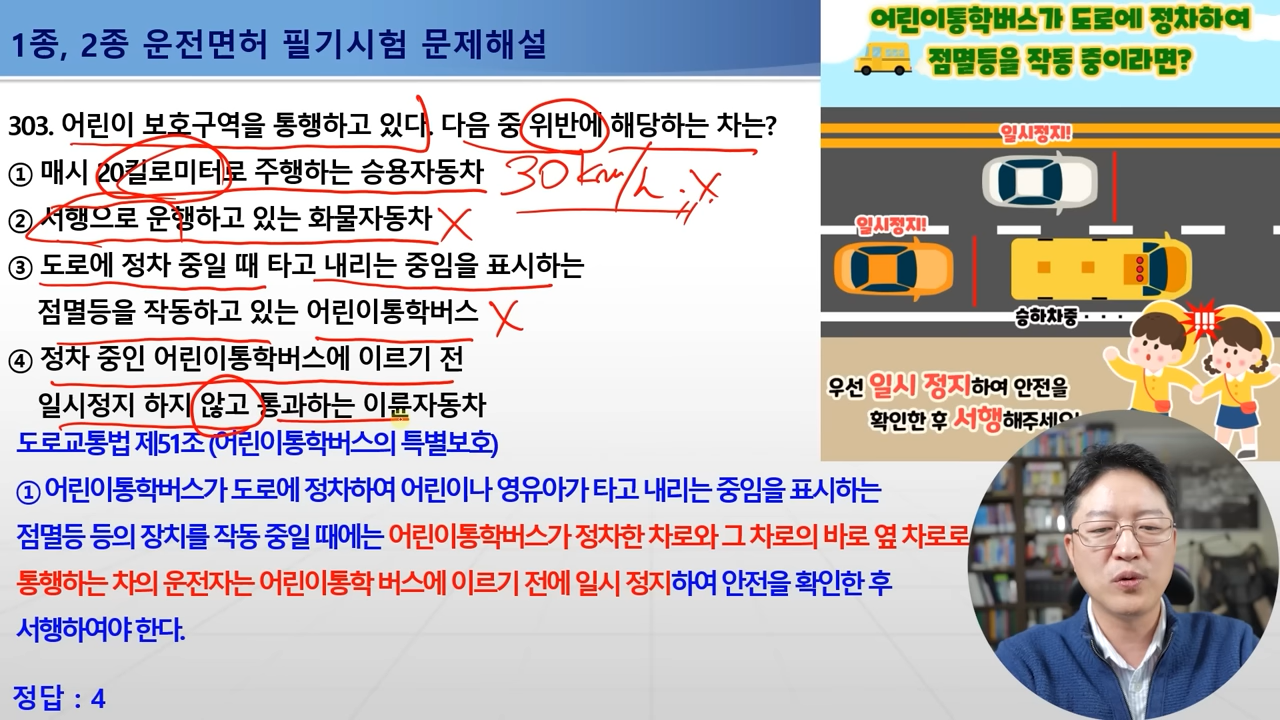 1종, 2종 운전면허 필기시험 문제해설
303. 어린이 보호구역을 통행하고 있다. 다음 중 위반에 해당하는 차는?
① 매시 20킬로미터로 주행하는 승용자동차
30km/h
② 서행으로 운행하고 있는 화물자동차
③ 도로에 정차 중일 때 타고 내리는 중임을 표시하는
점멸등을 작동하고 있는 어린이통학버스
④ 정차 중인 어린이통학버스에 이르기 전
일시정지 하지 않고 통과하는 이륜자동차
도로교통법 제51조 (어린이통학버스의 특별보호)
① 어린이통학버스가 도로에 정차하여 어린이나 영유아가 타고 내리는 중임을 표시하는
점멸등 등의 장치를 작동 중일 때에는 어린이통학버스가 정차한 차로와 그 차로의 바로 옆 차로로
통행하는 차의 운전자는 어린이통학 버스에 이르기 전에 일시 정지하여 안전을 확인한 후
서행하여야 한다.
정답 : 4
어린이통학버스가 도로에 정차하여
점멸등을 작동 중이라면?
일시정지!
일시정지!
승하차중 · · ·
!!!
우선 일시 정지하여 안전을
확인한 후 서행해주세요!